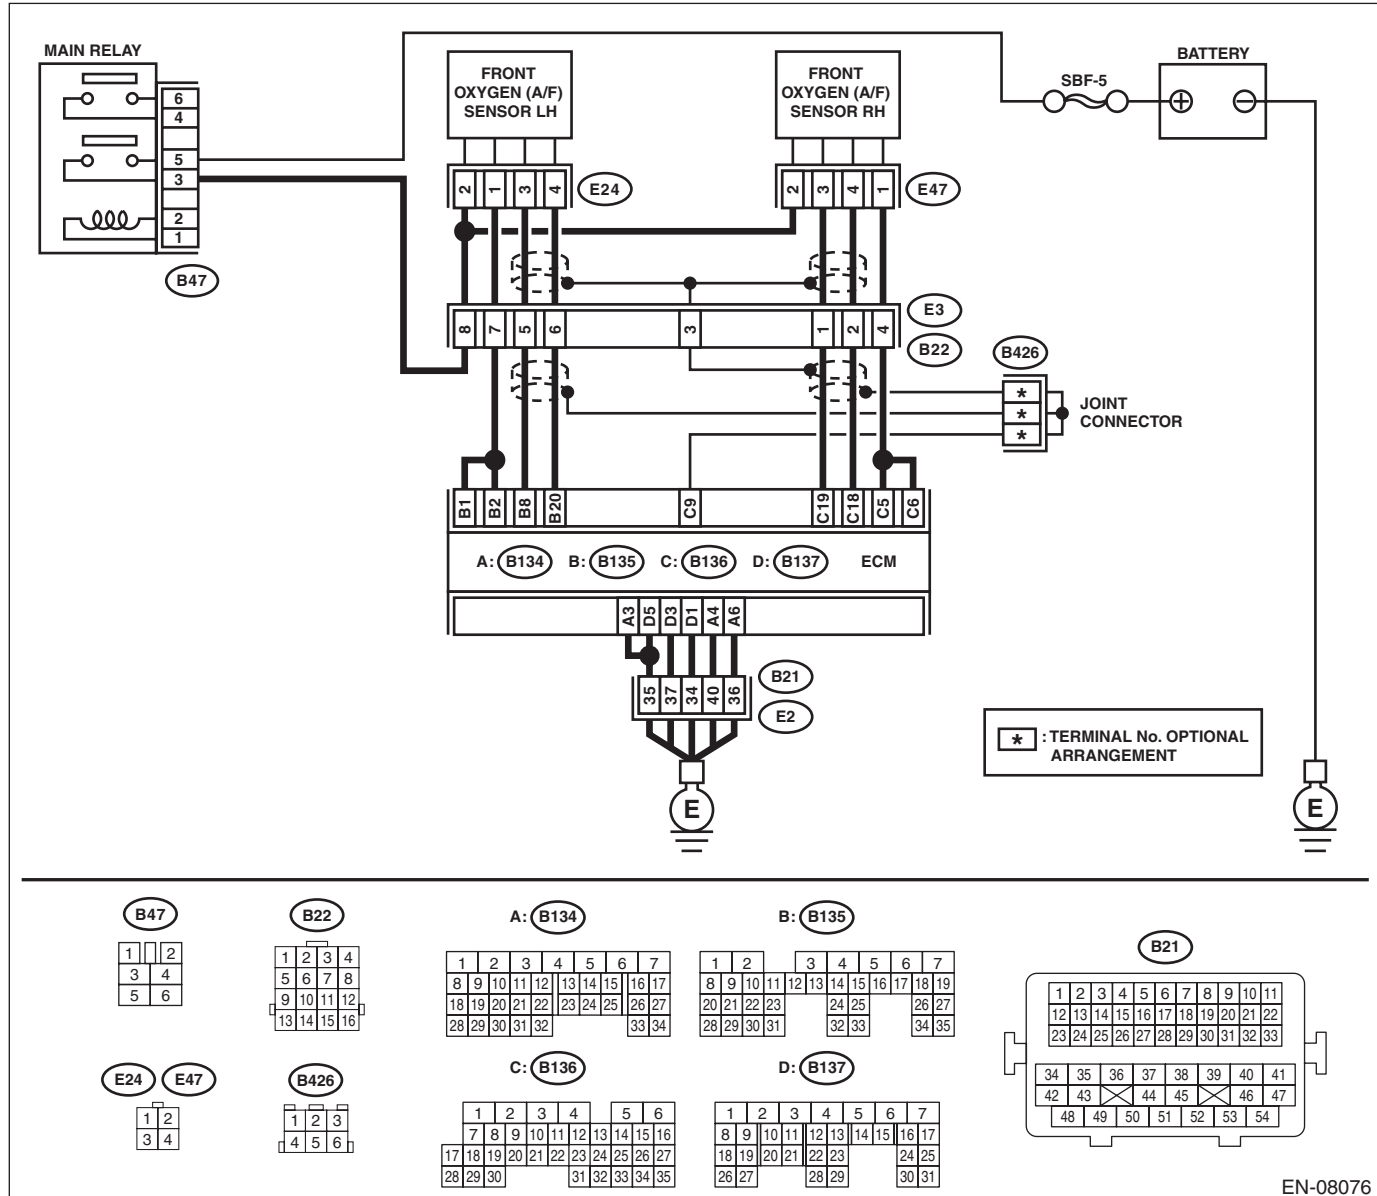 MAIN RELAY
6
4
5
3
2
1
B47
FRONT
OXYGEN (A/F)
SENSOR LH
2 1 3 4
E24
FRONT
OXYGEN (A/F)
SENSOR RH
2 3 4 1
E47
SBF-5
BATTERY
+ −
8 7 5 6 3 1 2 4
E3
B22
B426
*
*
*
JOINT
CONNECTOR
B1 B2 B8 B20 C9 C19 C18 C5 C6
A: B134 B: B135 C: B136 D: B137 ECM
A3 D5 D3 D1 A4 A6
35 37 34 40 36
B21
E2
E
* : TERMINAL No. OPTIONAL
ARRANGEMENT
E
B47
1 2
3 4
5 6
B22
1 2 3 4
5 6 7 8
9 10 11 12
13 14 15 16
A: B134
1 2 3 4 5 6 7
8 9 10 11 12 13 14 15 16 17
18 19 20 21 22 23 24 25 26 27
28 29 30 31 32 33 34
B: B135
1 2 3 4 5 6 7
8 9 10 11 12 13 14 15 16 17 18 19
20 21 22 23 24 25 26 27
28 29 30 31 32 33 34 35
B21
1 2 3 4 5 6 7 8 9 10 11
12 13 14 15 16 17 18 19 20 21 22
23 24 25 26 27 28 29 30 31 32 33
34 35 36 37 38 39 40 41
42 43 44 45 46 47
48 49 50 51 52 53 54
E24 E47
1 2
3 4
B426
1 2 3
4 5 6
C: B136
1 2 3 4 5 6
7 8 9 10 11 12 13 14 15 16
17 18 19 20 21 22 23 24 25 26 27
28 29 30 31 32 33 34 35
D: B137
1 2 3 4 5 6 7
8 9 10 11 12 13 14 15 16 17
18 19 20 21 22 23 24 25
26 27 28 29 30 31
EN-08076